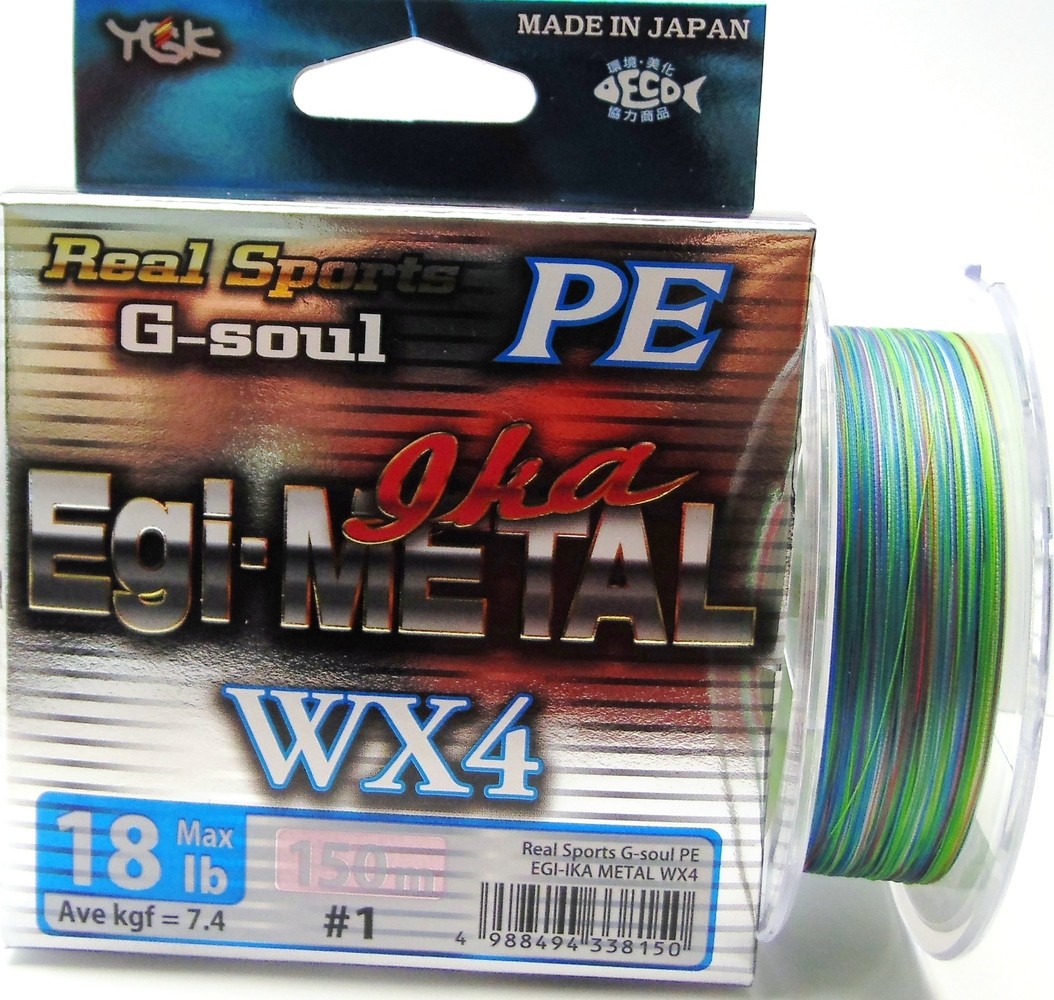 YGK
MADE IN JAPAN
環境・美化
ECO
協力商品
Real Sports
G-soul PE
Ika
Egi-METAL
WX4
18 Max lb
150m
Ave kgf = 7.4
#1
Real Sports G-soul PE
EGI-IKA METAL WX4
4 988494 338150